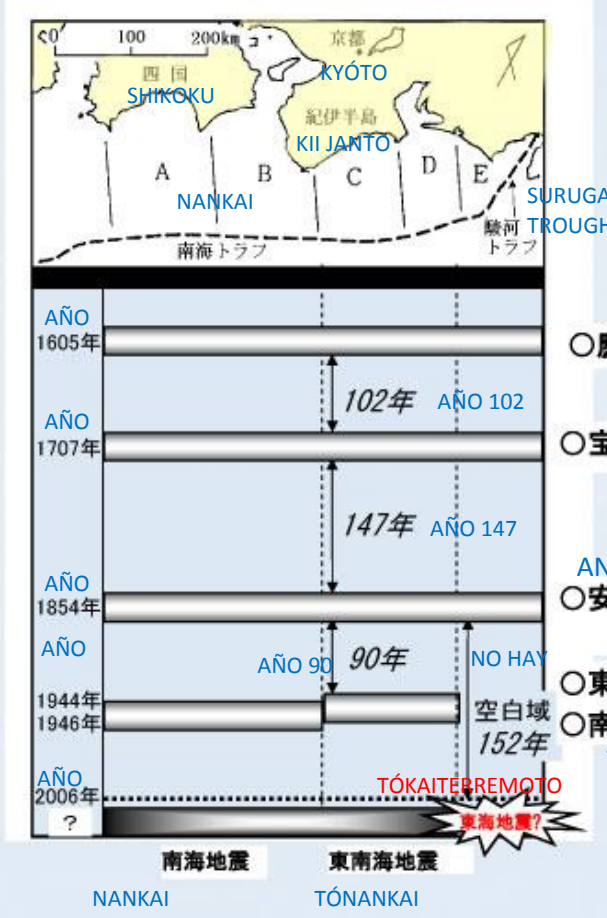 0 100 200km
京都
KYÓTO
四国
SHIKOKU
紀伊半島
KII JANTO
A B C D E
NANKAI
SURUGA
駿河
TROUGH
トラフ
南海トラフ
AÑO
1605年
102年 AÑO 102
AÑO
1707年
○宝
147年 AÑO 147
AÑO
1854年
○安
AÑO
AÑO 90 90年 NO HAY
○東
1944年
1946年
空白域
○南
152年
AÑO
2006年
TÓKAITERREMOTO
?
東海地震?
南海地震 東南海地震
NANKAI TÓNANKAI